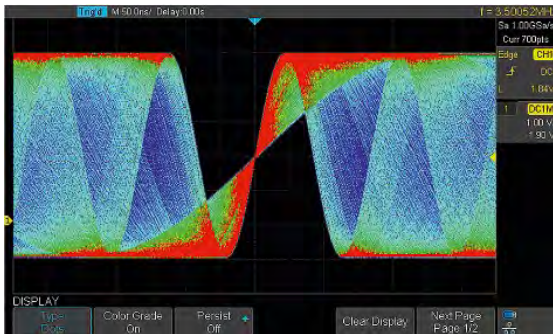 Trig'd M 50.0ns/ Delay:0.00s f = 3.50052MHz
Sa 1.00GSa/s
Curr 700pts
Edge CH1
DC
L 1.84V
1 DC1M
1.00 V/
-1.90 V
DISPLAY
Type Color Grade Persist Clear Display Next Page
Dots On Off Page 1/2